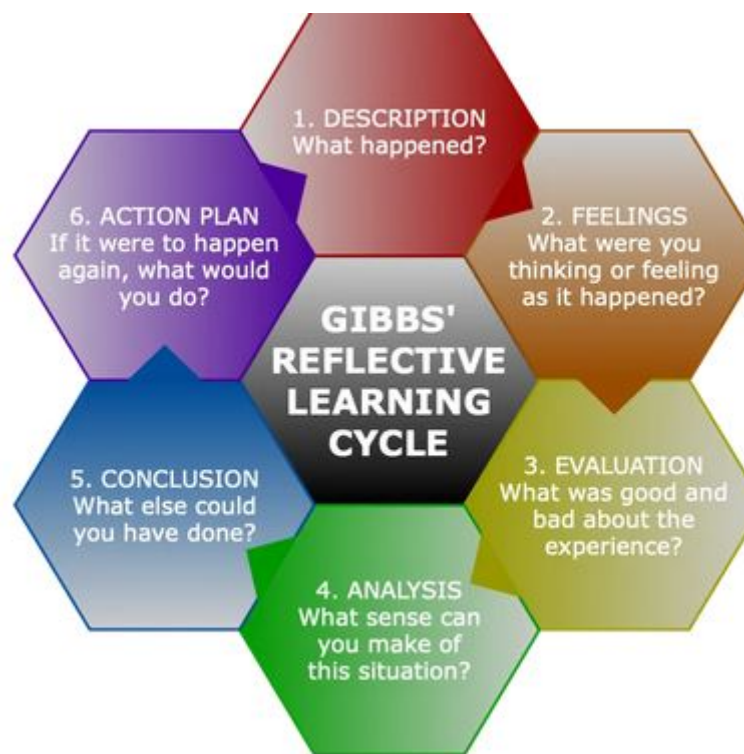 1. DESCRIPTION
What happened?
2. FEELINGS
What were you
thinking or feeling
as it happened?
3. EVALUATION
What was good and
bad about the
experience?
4. ANALYSIS
What sense can
you make of
this situation?
5. CONCLUSION
What else could
you have done?
6. ACTION PLAN
If it were to happen
again, what would
you do?
GIBBS'
REFLECTIVE
LEARNING
CYCLE